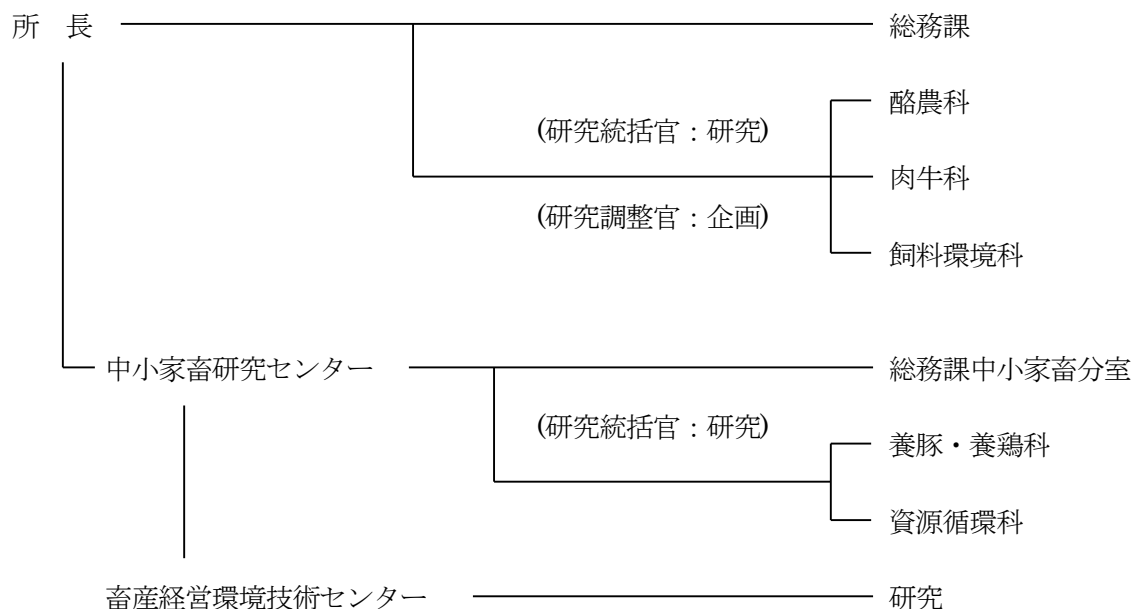 所　長　総務課
酪農科
(研究統括官：研究)
肉牛科
(研究調整官：企画)
飼料環境科
中小家畜研究センター　総務課中小家畜分室
(研究統括官：研究)
養豚・養鶏科
資源循環科
畜産経営環境技術センター　研究